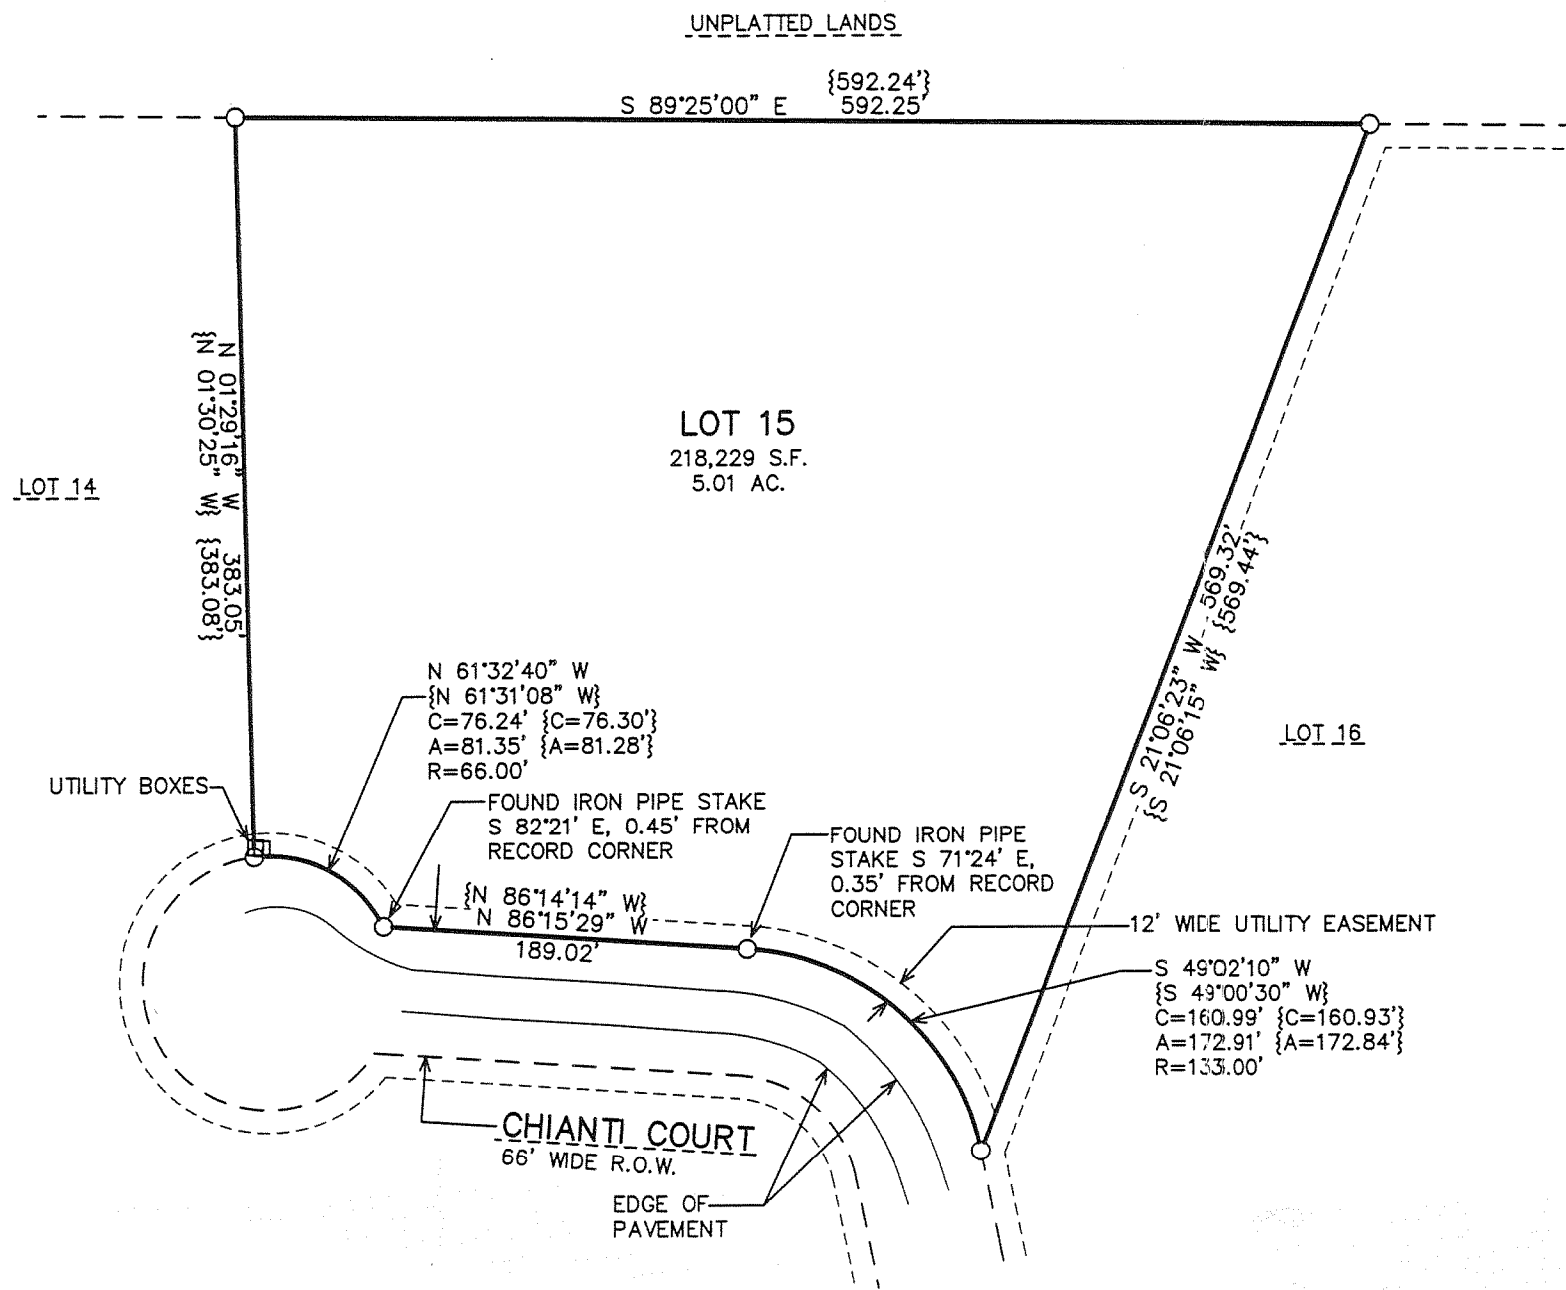 UNPLATTED LANDS
{592.24'}
S 89°25'00" E 592.25'
N 01°29'16" W 383.05'
{N 01°30'25" W} {383.08'}
LOT 15
218,229 S.F.
5.01 AC.
LOT 14
S 21°06'23" W 569.32'
{S 21°06'15" W} {569.44'}
LOT 16
N 61°32'40" W
{N 61°31'08" W}
C=76.24' {C=76.30'}
A=81.35' {A=81.28'}
R=66.00'
UTILITY BOXES
FOUND IRON PIPE STAKE
S 82°21' E, 0.45' FROM
RECORD CORNER
FOUND IRON PIPE
STAKE S 71°24' E,
0.35' FROM RECORD
CORNER
{N 86°14'14" W}
N 86°15'29" W
189.02'
12' WIDE UTILITY EASEMENT
S 49°02'10" W
{S 49°00'30" W}
C=160.99' {C=160.93'}
A=172.91' {A=172.84'}
R=133.00'
CHIANTI COURT
66' WIDE R.O.W.
EDGE OF
PAVEMENT